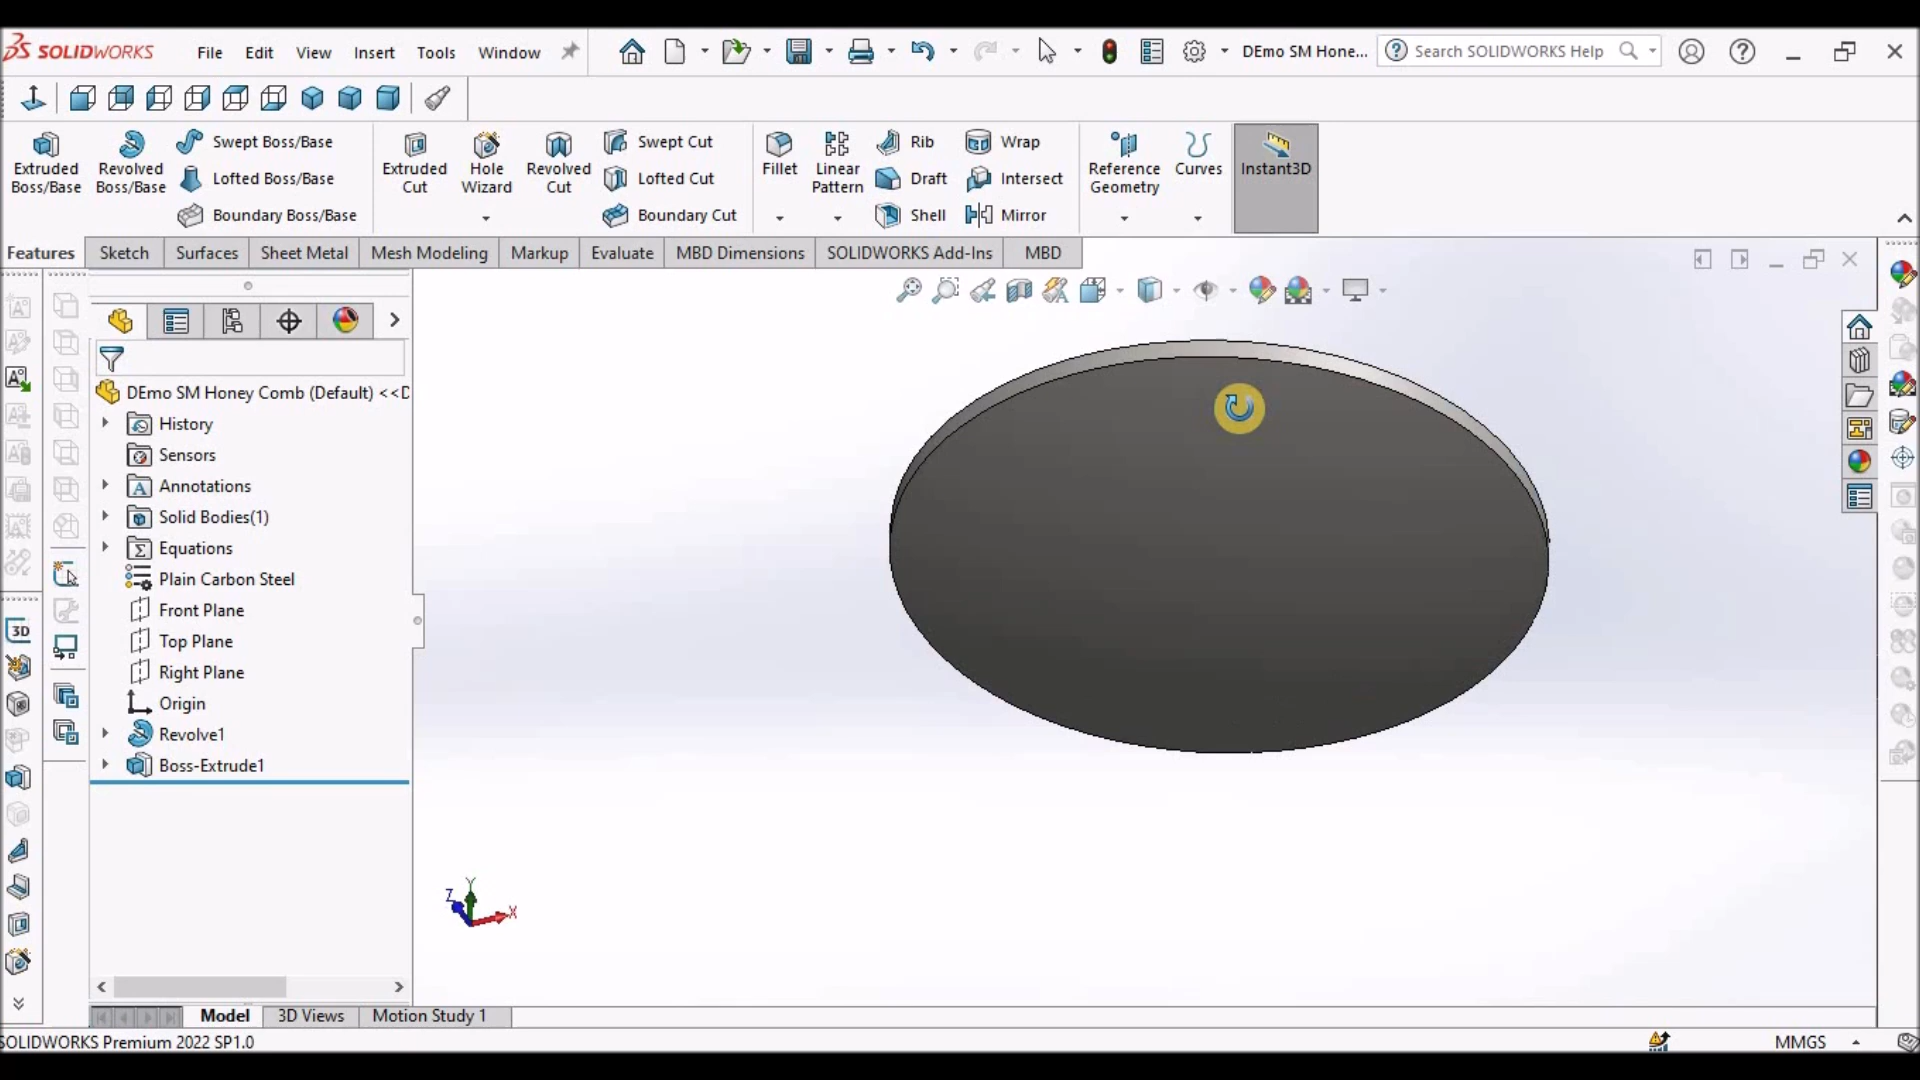 SOLIDWORKS File Edit View Insert Tools Window DEmo SM Hone... Search SOLIDWORKS Help
Extruded Boss/Base
Revolved Boss/Base
Swept Boss/Base
Lofted Boss/Base
Boundary Boss/Base
Extruded Cut
Hole Wizard
Revolved Cut
Swept Cut
Lofted Cut
Boundary Cut
Fillet
Linear Pattern
Rib
Draft
Shell
Wrap
Intersect
Mirror
Reference Geometry
Curves
Instant3D
Features Sketch Surfaces Sheet Metal Mesh Modeling Markup Evaluate MBD Dimensions SOLIDWORKS Add-Ins MBD
DEmo SM Honey Comb (Default) <<D
History
Sensors
Annotations
Solid Bodies(1)
Equations
Plain Carbon Steel
Front Plane
Top Plane
Right Plane
Origin
Revolve1
Boss-Extrude1
3D
Y
Z
X
Model 3D Views Motion Study 1
SOLIDWORKS Premium 2022 SP1.0 MMGS